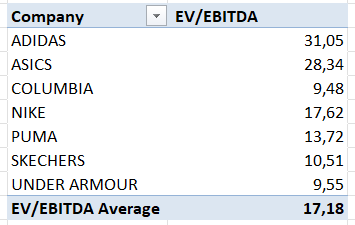 Company EV/EBITDA
ADIDAS 31,05
ASICS 28,34
COLUMBIA 9,48
NIKE 17,62
PUMA 13,72
SKECHERS 10,51
UNDER ARMOUR 9,55
EV/EBITDA Average 17,18